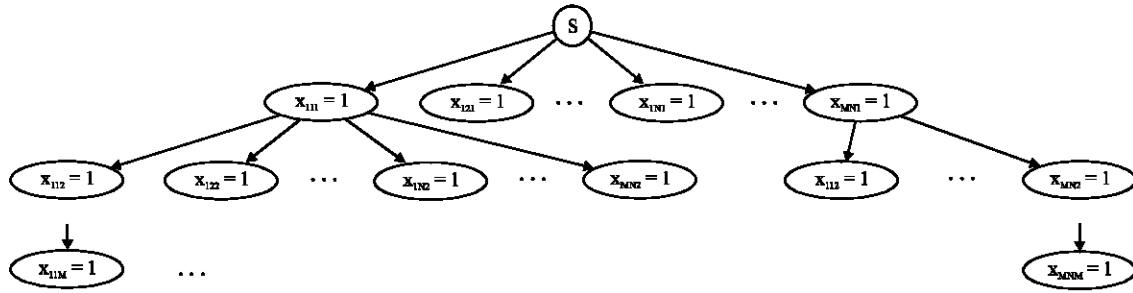 S
x₁₁₁ = 1 x₁₂₁ = 1 ... x₁ₙ₁ = 1 ... xₘₙ₁ = 1
x₁₁₂ = 1 x₁₂₂ = 1 ... x₁ₙ₂ = 1 ... xₘₙ₂ = 1 x₁₁₂ = 1 ... xₘₙ₂ = 1
x₁₁ₘ = 1 ... xₘₙₘ = 1